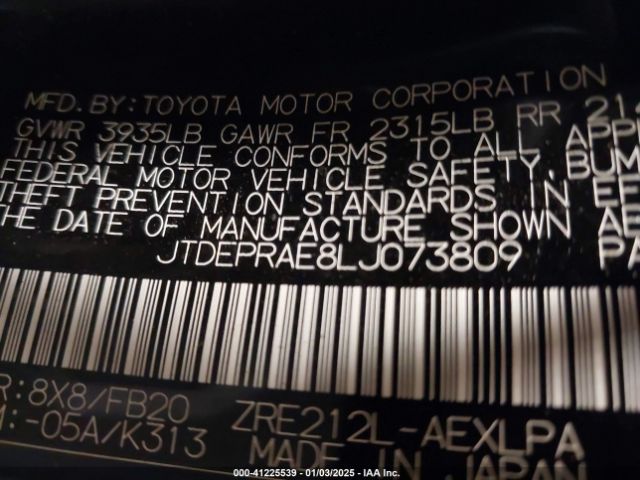 MFD. BY: TOYOTA MOTOR CORPORATION
GVWR 3935LB GAWR FR 2315LB RR
THIS VEHICLE CONFORMS TO ALL
FEDERAL MOTOR VEHICLE SAFETY,
THEFT PREVENTION STANDARDS IN
THE DATE OF MANUFACTURE SHOWN
JTDEPRAE8LJ073809
R:8X8/FB20
ZRE212L-AEXLPA
:-05A/K313
MADE IN JAPAN
000-41225539 - 01/03/2025 - IAA Inc.